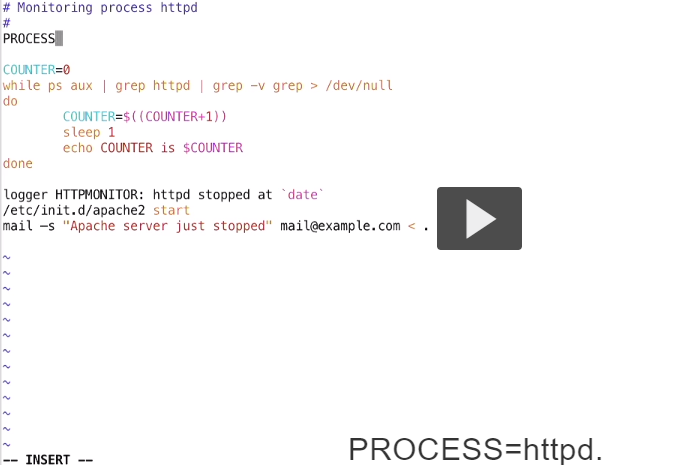 # Monitoring process httpd
#
PROCESS

COUNTER=0
while ps aux | grep httpd | grep -v grep > /dev/null
do
        COUNTER=$((COUNTER+1))
        sleep 1
        echo COUNTER is $COUNTER
done

logger HTTPMONITOR: httpd stopped at `date`
/etc/init.d/apache2 start
mail -s "Apache server just stopped" mail@example.com < .
~
~
~
~
~
~
~
~
~
~
~
~
~
-- INSERT --
PROCESS=httpd.